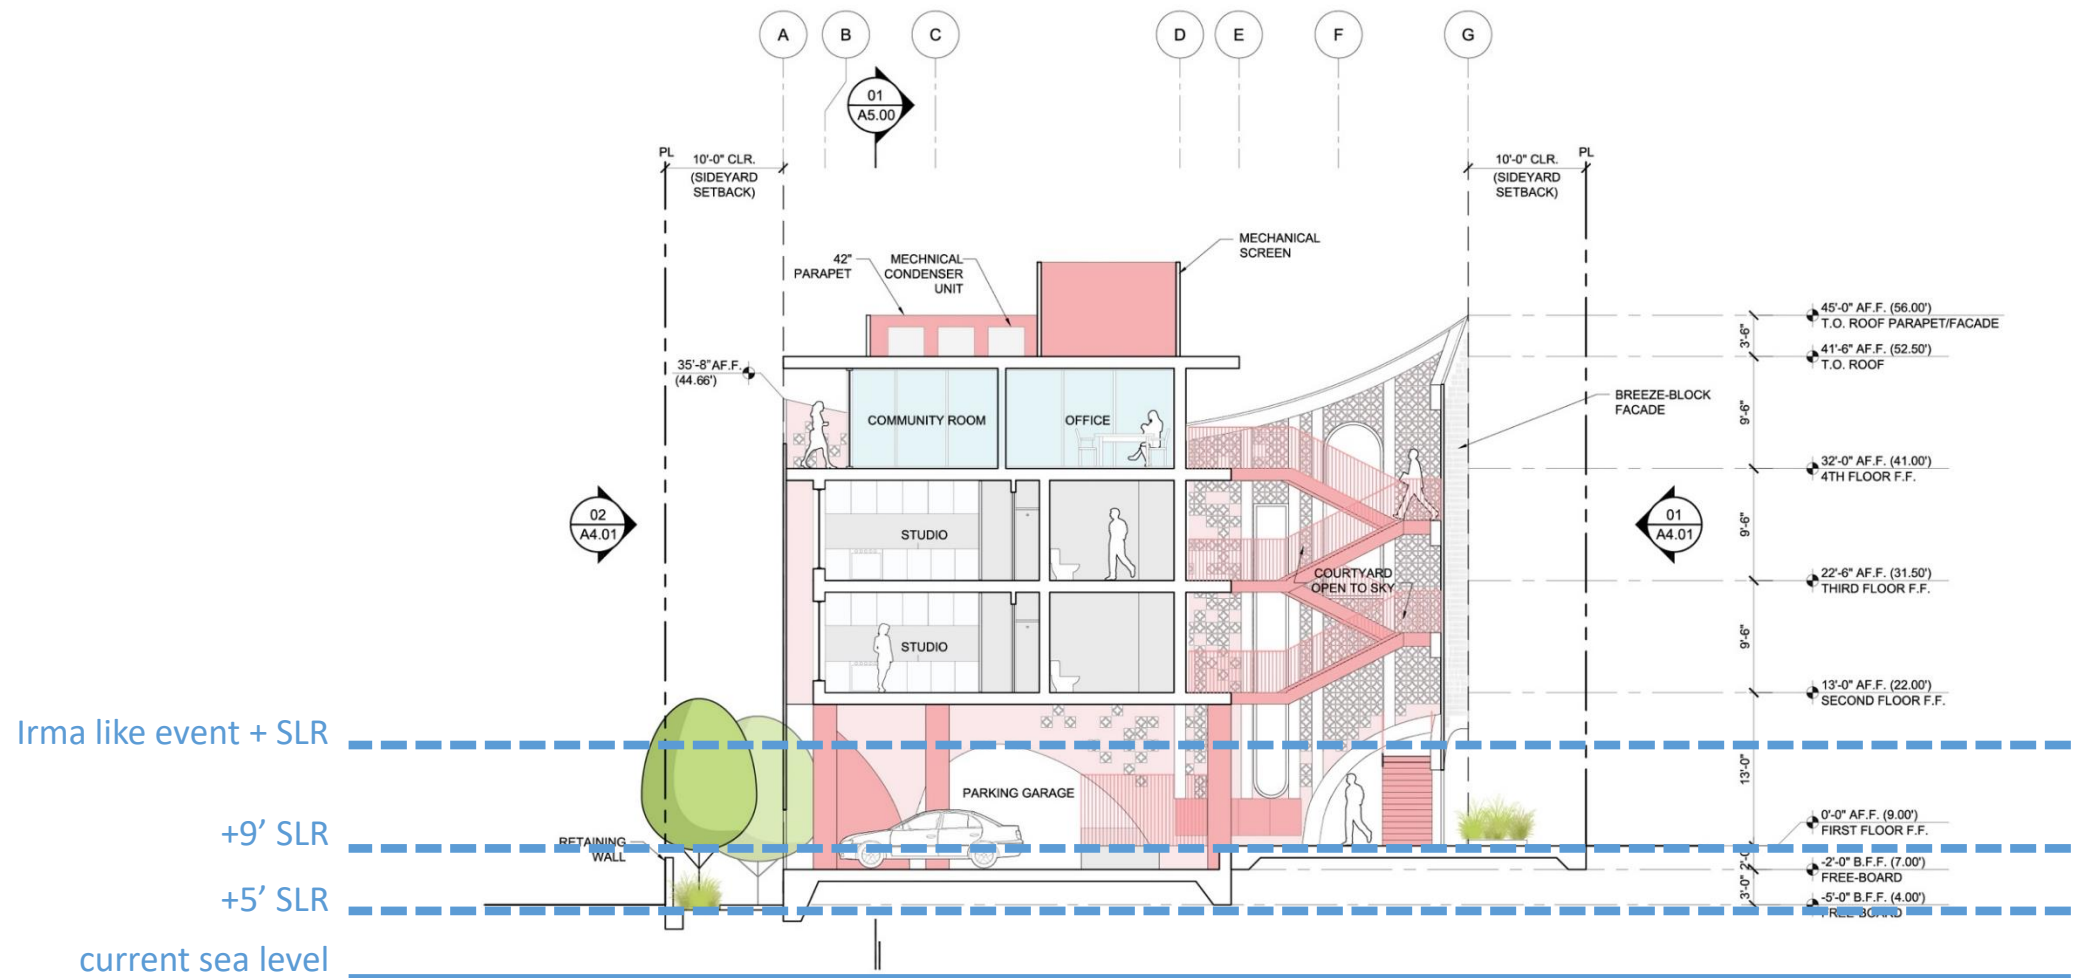 A B C D E F G
01
A5.00
PL
10'-0" CLR.
(SIDEYARD
SETBACK)
10'-0" CLR.
(SIDEYARD
SETBACK)
PL
MECHANICAL
SCREEN
42"
PARAPET
MECHNICAL
CONDENSER
UNIT
45'-0" AF.F. (56.00')
T.O. ROOF PARAPET/FACADE
3'-6"
41'-6" AF.F. (52.50')
T.O. ROOF
35'-8"AF.F.
(44.66')
BREEZE-BLOCK
FACADE
COMMUNITY ROOM
OFFICE
9'-6"
32'-0" AF.F. (41.00')
4TH FLOOR F.F.
02
A4.01
STUDIO
01
A4.01
9'-6"
COURTYARD
OPEN TO SKY
22'-6" AF.F. (31.50')
THIRD FLOOR F.F.
STUDIO
9'-6"
13'-0" AF.F. (22.00')
SECOND FLOOR F.F.
Irma like event + SLR
13'-0"
PARKING GARAGE
+9’ SLR
RETAINING
WALL
0'-0" AF.F. (9.00')
FIRST FLOOR F.F.
2'-0"
-2'-0" B.F.F. (7.00')
FREE-BOARD
+5’ SLR
3'-0"
-5'-0" B.F.F. (4.00')
FREE-BOARD
current sea level